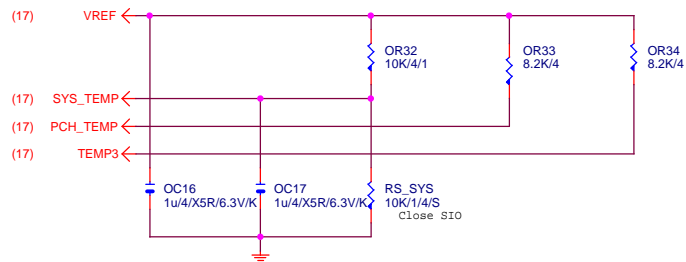 (17) VREF
OR32
10K/4/1
OR33
8.2K/4
OR34
8.2K/4
(17) SYS_TEMP
(17) PCH_TEMP
(17) TEMP3
OC16
1u/4/X5R/6.3V/K
OC17
1u/4/X5R/6.3V/K
RS_SYS
10K/1/4/S
Close SIO